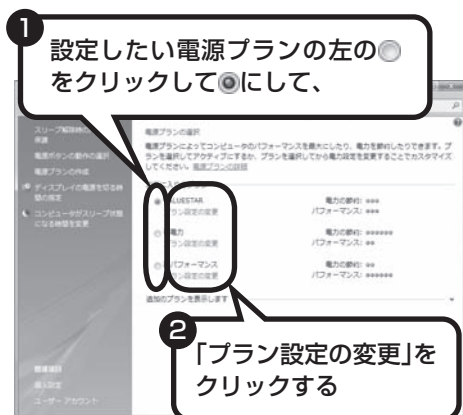 1
設定したい電源プランの左の
をクリックして にして、
スリープ解除時の
保護
電源ボタンの動作の選択
電源プランの作成
ディスプレイの電源を切る時
間の指定
コンピュータがスリープ状態
になる時間を変更
関連項目
個人設定
ユーザー アカウント
電源プランの選択
電源プランによってコンピュータのパフォーマンスを最大にしたり、電力を節約したりできます。プ
ランを選択してアクティブにするか、プランを選択してから電力設定を変更することでカスタマイズ
してください。電源プランの詳細
LUESTAR
プラン設定の変更
電力の節約:
パフォーマンス:
電力
プラン設定の変更
電力の節約:
パフォーマンス:
パフォーマンス
プラン設定の変更
電力の節約:
パフォーマンス:
追加のプランを表示します
2
「プラン設定の変更」を
クリックする